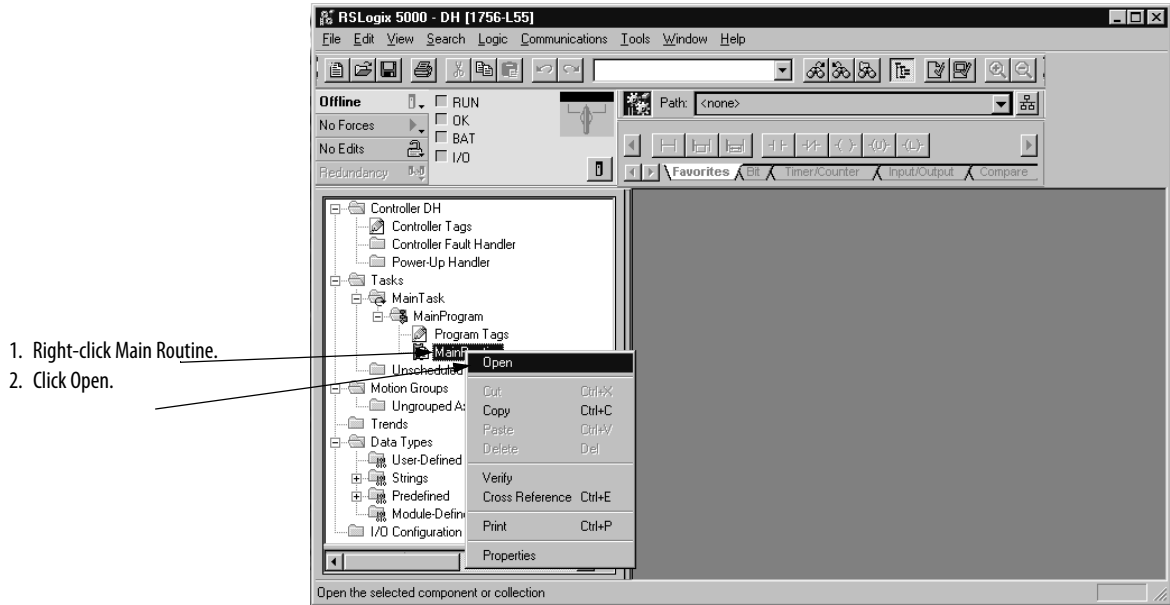 RSLogix 5000 - DH [1756-L55]
File Edit View Search Logic Communications Tools Window Help
Offline
RUN
No Forces
OK
No Edits
BAT
Redundancy
I/O
Path: <none>
Favorites Bit Timer/Counter Input/Output Compare
Controller DH
Controller Tags
Controller Fault Handler
Power-Up Handler
Tasks
MainTask
MainProgram
Program Tags
1. Right-click Main Routine.
2. Click Open.
Unscheduled
Motion Groups
Ungrouped
Trends
Data Types
User-Defined
Strings
Predefined
I/O Configuration
Open
Cut Ctrl+X
Copy Ctrl+C
Paste Ctrl+V
Delete Del
Verify
Cross Reference Ctrl+E
Print Ctrl+P
Properties
Open the selected component or collection